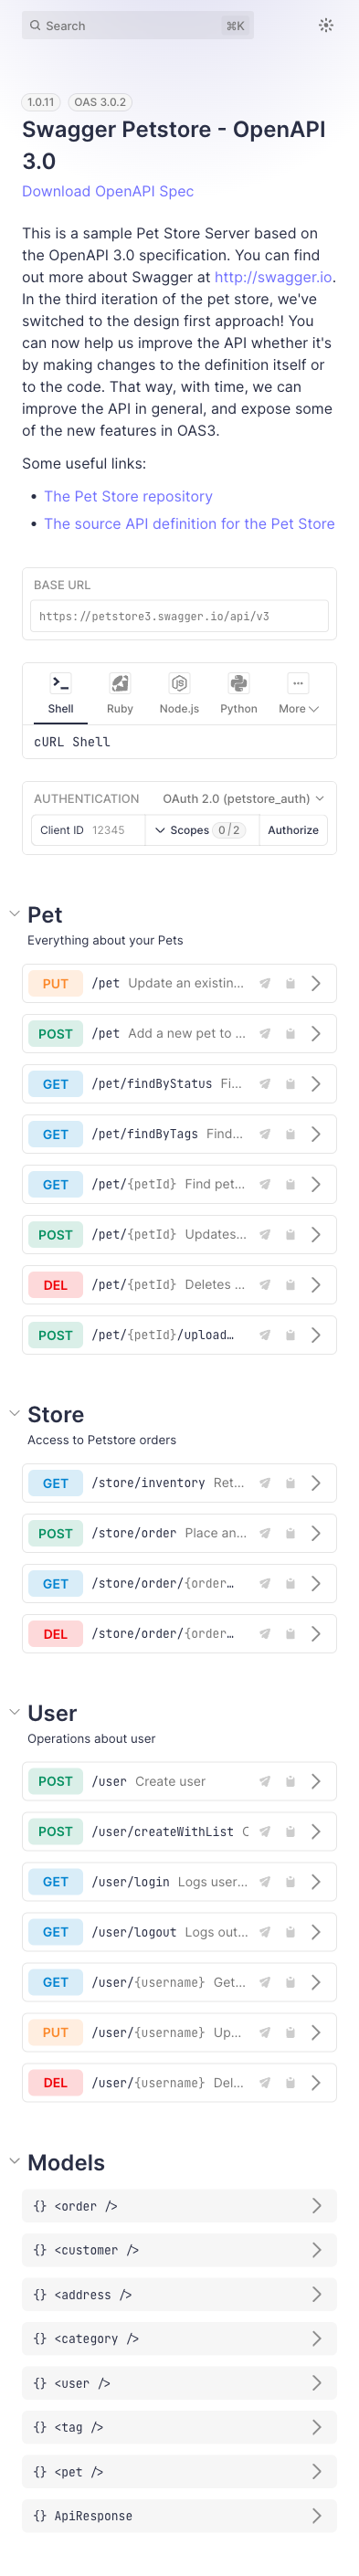 Search ⌘K
1.0.11 OAS 3.0.2
Swagger Petstore - OpenAPI
3.0
Download OpenAPI Spec
This is a sample Pet Store Server based on
the OpenAPI 3.0 specification. You can find
out more about Swagger at http://swagger.io.
In the third iteration of the pet store, we've
switched to the design first approach! You
can now help us improve the API whether it's
by making changes to the definition itself or
to the code. That way, with time, we can
improve the API in general, and expose some
of the new features in OAS3.
Some useful links:
• The Pet Store repository
• The source API definition for the Pet Store
BASE URL
https://petstore3.swagger.io/api/v3
Shell Ruby Node.js Python More
cURL Shell
AUTHENTICATION OAuth 2.0 (petstore_auth)
Client ID 12345 Scopes 0/2 Authorize
Pet
Everything about your Pets
PUT /pet Update an existin...
POST /pet Add a new pet to ...
GET /pet/findByStatus Fi...
GET /pet/findByTags Find...
GET /pet/{petId} Find pet...
POST /pet/{petId} Updates...
DEL /pet/{petId} Deletes ...
POST /pet/{petId}/upload…
Store
Access to Petstore orders
GET /store/inventory Ret...
POST /store/order Place an...
GET /store/order/{order…
DEL /store/order/{order…
User
Operations about user
POST /user Create user
POST /user/createWithList C
GET /user/login Logs user...
GET /user/logout Logs out...
GET /user/{username} Get...
PUT /user/{username} Up...
DEL /user/{username} Del...
Models
{} <order />
{} <customer />
{} <address />
{} <category />
{} <user />
{} <tag />
{} <pet />
{} ApiResponse